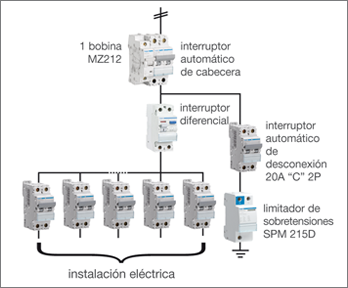 1 bobina
MZ212
interruptor
automático
de cabecera
interruptor
diferencial
interruptor
automático
de
desconexión
20A “C” 2P
limitador de
sobretensiones
SPM 215D
instalación eléctrica